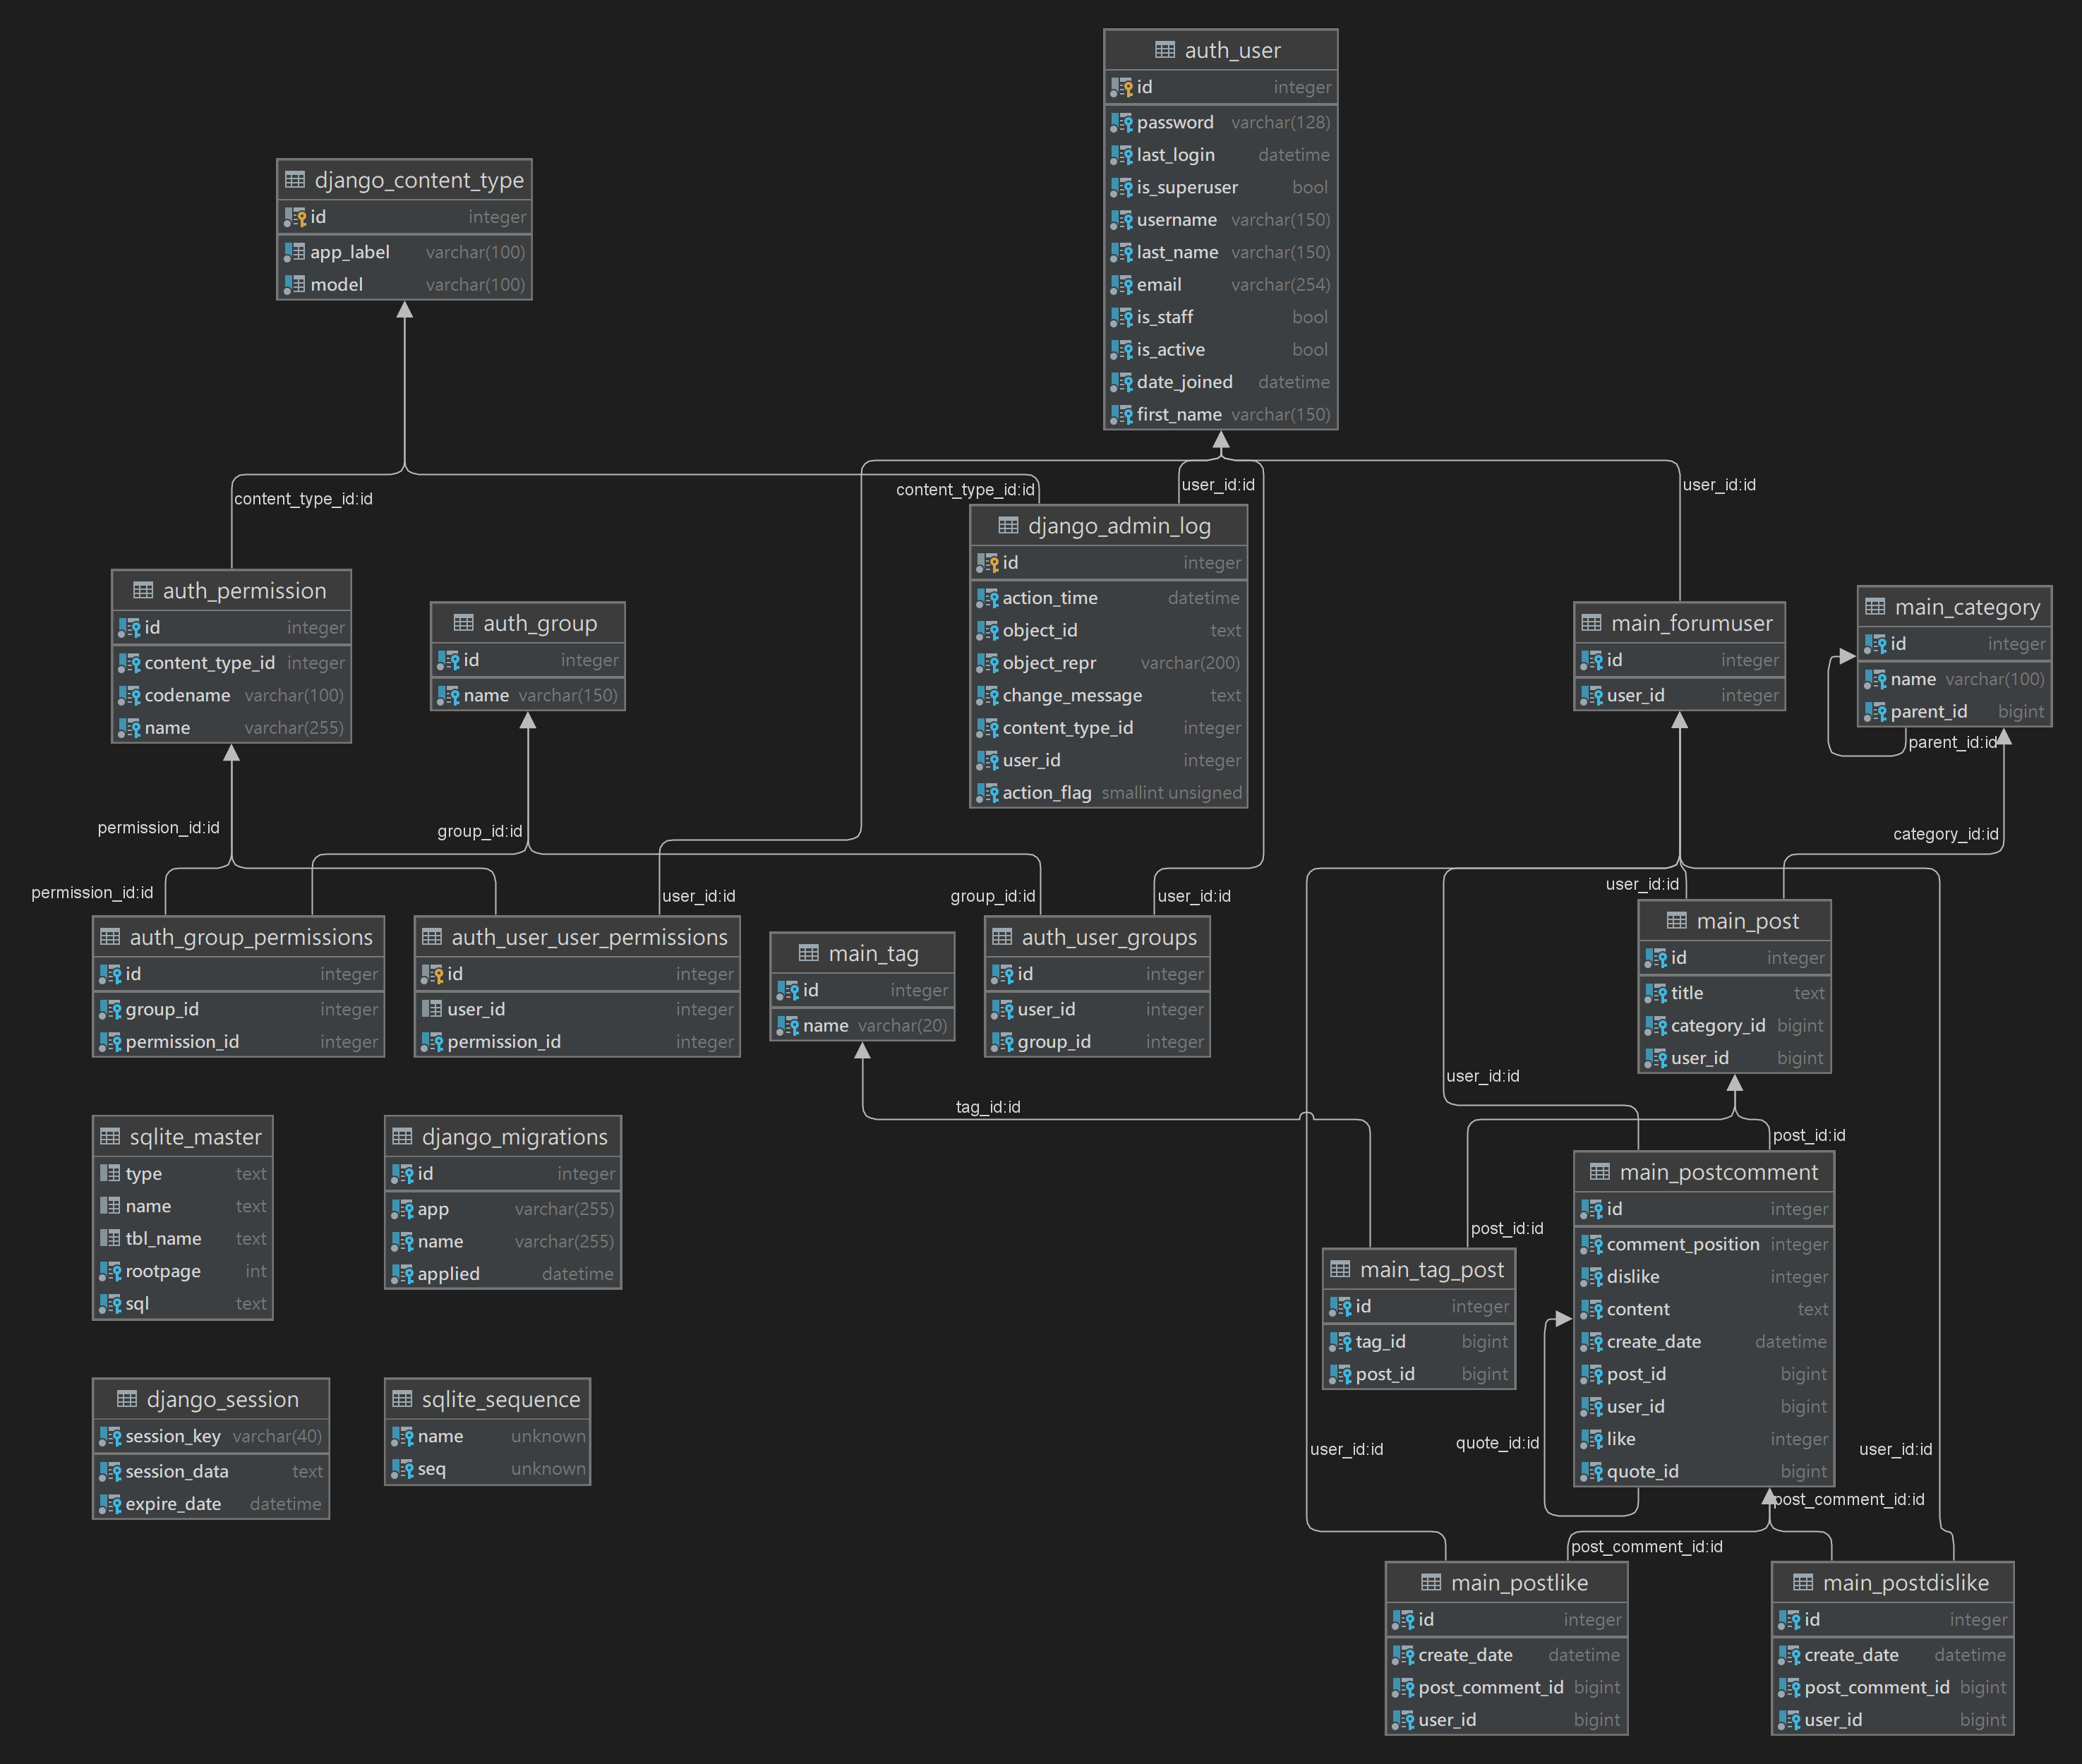 auth_user
id integer
password varchar(128)
last_login datetime
is_superuser bool
username varchar(150)
last_name varchar(150)
email varchar(254)
is_staff bool
is_active bool
date_joined datetime
first_name varchar(150)
django_content_type
id integer
app_label varchar(100)
model varchar(100)
content_type_id:id
content_type_id:id
user_id:id
user_id:id
django_admin_log
id integer
action_time datetime
object_id text
object_repr varchar(200)
change_message text
content_type_id integer
user_id integer
action_flag smallint unsigned
auth_permission
id integer
content_type_id integer
codename varchar(100)
name varchar(255)
auth_group
id integer
name varchar(150)
main_forumuser
id integer
user_id integer
main_category
id integer
name varchar(100)
parent_id bigint
parent_id:id
permission_id:id
group_id:id
category_id:id
permission_id:id
user_id:id
group_id:id
user_id:id
user_id:id
auth_group_permissions
id integer
group_id integer
permission_id integer
auth_user_user_permissions
id integer
user_id integer
permission_id integer
main_tag
id integer
name varchar(20)
auth_user_groups
id integer
user_id integer
group_id integer
main_post
id integer
title text
category_id bigint
user_id bigint
user_id:id
tag_id:id
post_id:id
post_id:id
sqlite_master
type text
name text
tbl_name text
rootpage int
sql text
django_migrations
id integer
app varchar(255)
name varchar(255)
applied datetime
main_tag_post
id integer
tag_id bigint
post_id bigint
main_postcomment
id integer
comment_position integer
dislike integer
content text
create_date datetime
post_id bigint
user_id bigint
like integer
quote_id bigint
django_session
session_key varchar(40)
session_data text
expire_date datetime
sqlite_sequence
name unknown
seq unknown
user_id:id
quote_id:id
user_id:id
post_comment_id:id
post_comment_id:id
main_postlike
id integer
create_date datetime
post_comment_id bigint
user_id bigint
main_postdislike
id integer
create_date datetime
post_comment_id bigint
user_id bigint